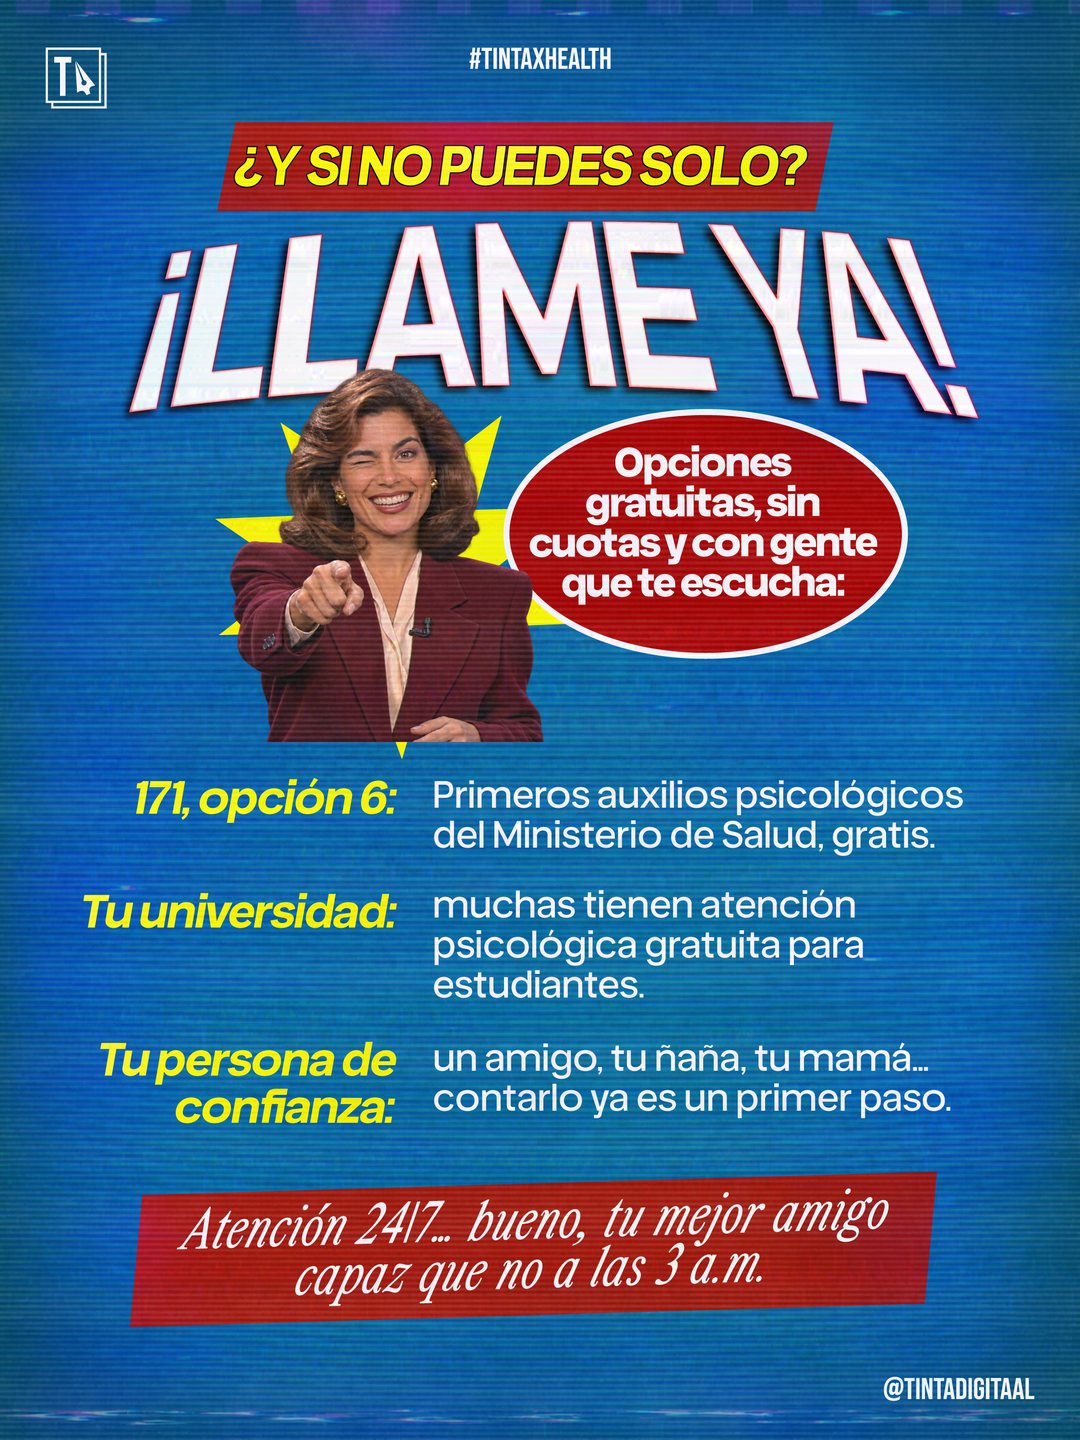 #TINTAXHEALTH
¿Y SI NO PUEDES SOLO?
¡LLAME YA!
Opciones
gratuitas, sin
cuotas y con gente
que te escucha:
171, opción 6:
Primeros auxilios psicológicos
del Ministerio de Salud, gratis.
Tu universidad:
muchas tienen atención
psicológica gratuita para
estudiantes.
Tu persona de
confianza:
un amigo, tu ñaña, tu mamá...
contarlo ya es un primer paso.
Atención 24/7... bueno, tu mejor amigo
capaz que no a las 3 a.m.
@TINTADIGITAAL